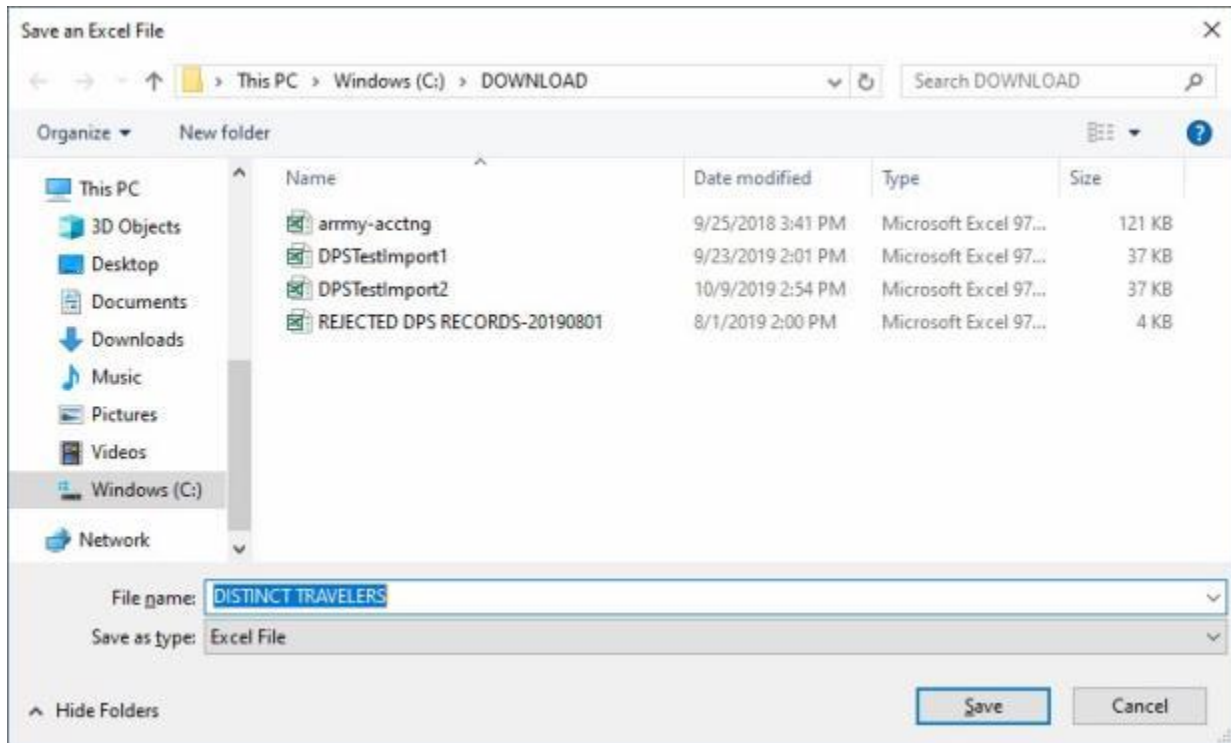 Save an Excel File
This PC > Windows (C:) > DOWNLOAD
Search DOWNLOAD
Organize
New folder
Name Date modified Type Size
This PC
3D Objects
Desktop
Documents
Downloads
Music
Pictures
Videos
Windows (C:)
Network
arrmy-acctng 9/25/2018 3:41 PM Microsoft Excel 97... 121 KB
DPSTestImport1 9/23/2019 2:01 PM Microsoft Excel 97... 37 KB
DPSTestImport2 10/9/2019 2:54 PM Microsoft Excel 97... 37 KB
REJECTED DPS RECORDS-20190801 8/1/2019 2:00 PM Microsoft Excel 97... 4 KB
File name: DISTINCT TRAVELERS
Save as type: Excel File
Hide Folders
Save
Cancel